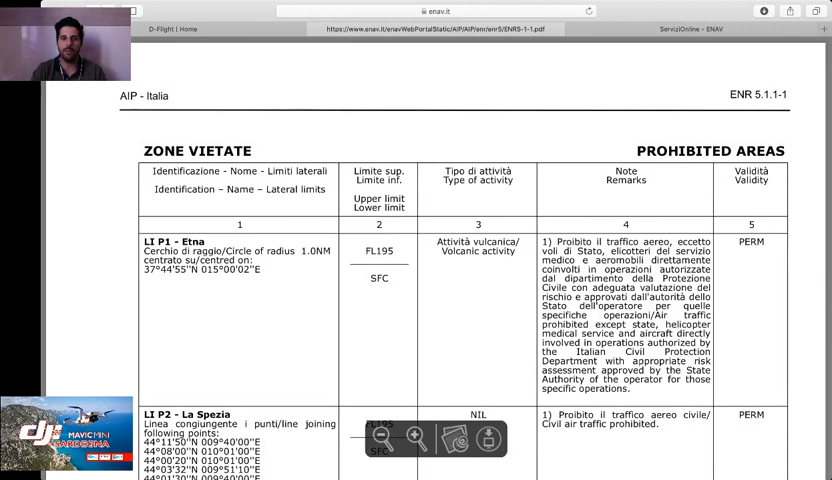 enav.it
D-Flight | Home
https://www.enav.it/enavWebPortalStatic/AIP/AIP/enr/enr5/ENR5-1-1.pdf
ServiziOnline - ENAV
AIP - Italia
ENR 5.1.1-1
ZONE VIETATE
PROHIBITED AREAS
Identificazione - Nome - Limiti laterali
Identification – Name – Lateral limits
Limite sup.
Limite inf.
Upper limit
Lower limit
Tipo di attività
Type of activity
Note
Remarks
Validità
Validity
1
2
3
4
5
LI P1 - Etna
Cerchio di raggio/Circle of radius 1.0NM
centrato su/centred on:
37°44'55''N 015°00'02''E
FL195
SFC
Attività vulcanica/
Volcanic activity
1) Proibito il traffico aereo, eccetto
voli di Stato, elicotteri del servizio
medico e aeromobili direttamente
coinvolti in operazioni autorizzate
dal dipartimento della Protezione
Civile con adeguata valutazione del
rischio e approvati dall'autorità dello
Stato dell'operatore per quelle
specifiche operazioni/Air traffic
prohibited except state, helicopter
medical service and aircraft directly
involved in operations authorized by
the Italian Civil Protection
Department with appropriate risk
assessment approved by the State
Authority of the operator for those
specific operations.
PERM
LI P2 - La Spezia
Linea congiungente i punti/line joining
following points:
44°11'50''N 009°40'00''E
44°08'00''N 010°01'00''E
44°00'20''N 010°01'00''E
44°03'32''N 009°51'10''E
44°01'30''N 009°40'00''E
FL195
SFC
NIL
1) Proibito il traffico aereo civile/
Civil air traffic prohibited.
PERM
dji
MAVIC MINI
SARDEGNA